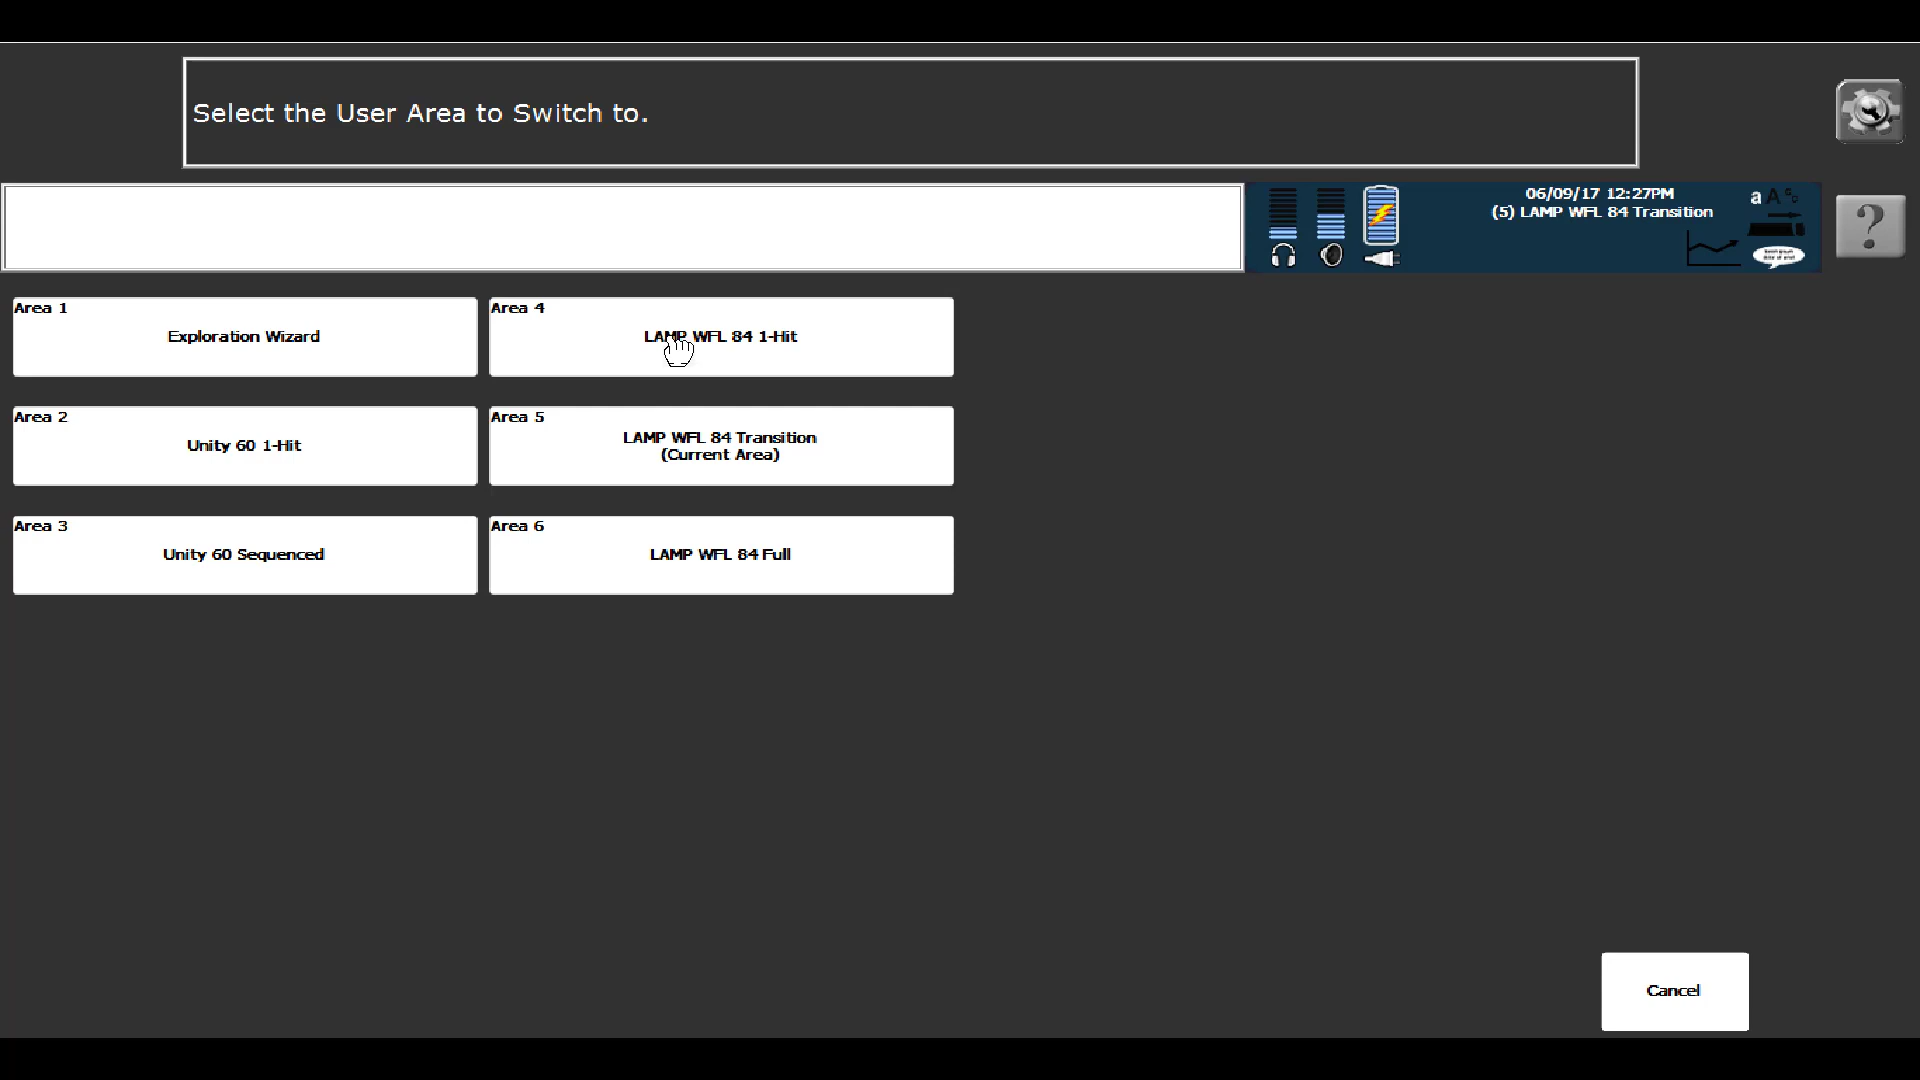 Select the User Area to Switch to.
06/09/17 12:27PM
(5) LAMP WFL 84 Transition
a A
?
Area 1
Exploration Wizard
Area 4
LAMP WFL 84 1-Hit
Area 2
Unity 60 1-Hit
Area 5
LAMP WFL 84 Transition
(Current Area)
Area 3
Unity 60 Sequenced
Area 6
LAMP WFL 84 Full
Cancel